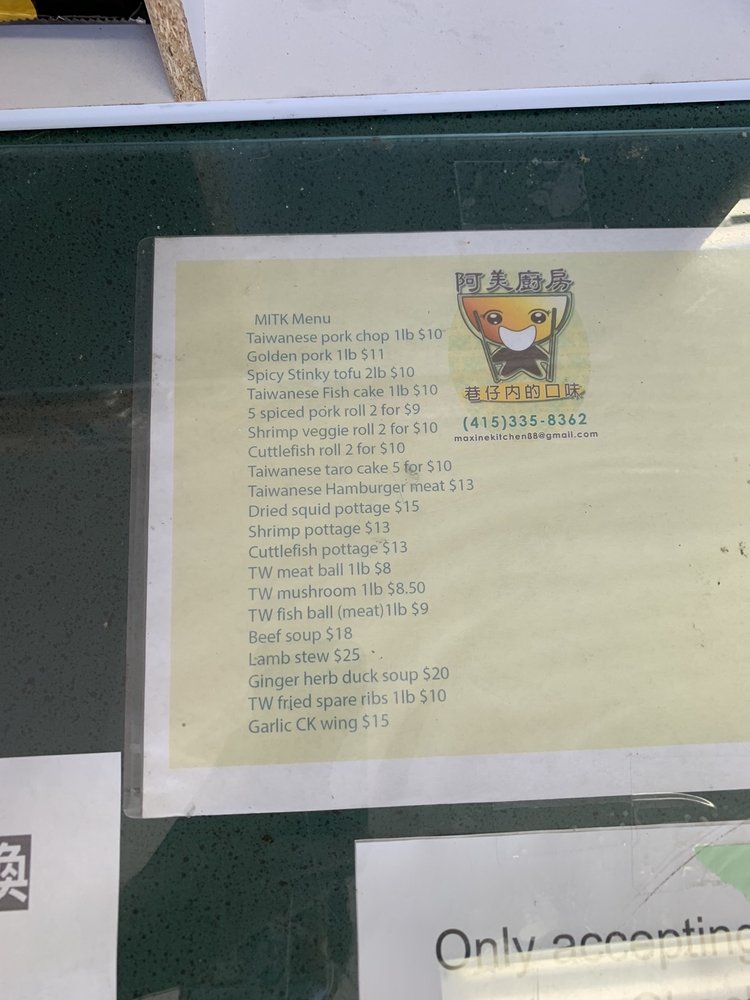 阿美廚房
巷仔内的口味
(415)335-8362
maxinekitchen88@gmail.com
MITK Menu
Taiwanese pork chop 1lb $10
Golden pork 1lb $11
Spicy Stinky tofu 2lb $10
Taiwanese Fish cake 1lb $10
5 spiced pork roll 2 for $9
Shrimp veggie roll 2 for $10
Cuttlefish roll 2 for $10
Taiwanese taro cake 5 for $10
Taiwanese Hamburger meat $13
Dried squid pottage $15
Shrimp pottage $13
Cuttlefish pottage $13
TW meat ball 1lb $8
TW mushroom 1lb $8.50
TW fish ball (meat)1lb $9
Beef soup $18
Lamb stew $25
Ginger herb duck soup $20
TW fried spare ribs 1lb $10
Garlic CK wing $15
換
Only accepting